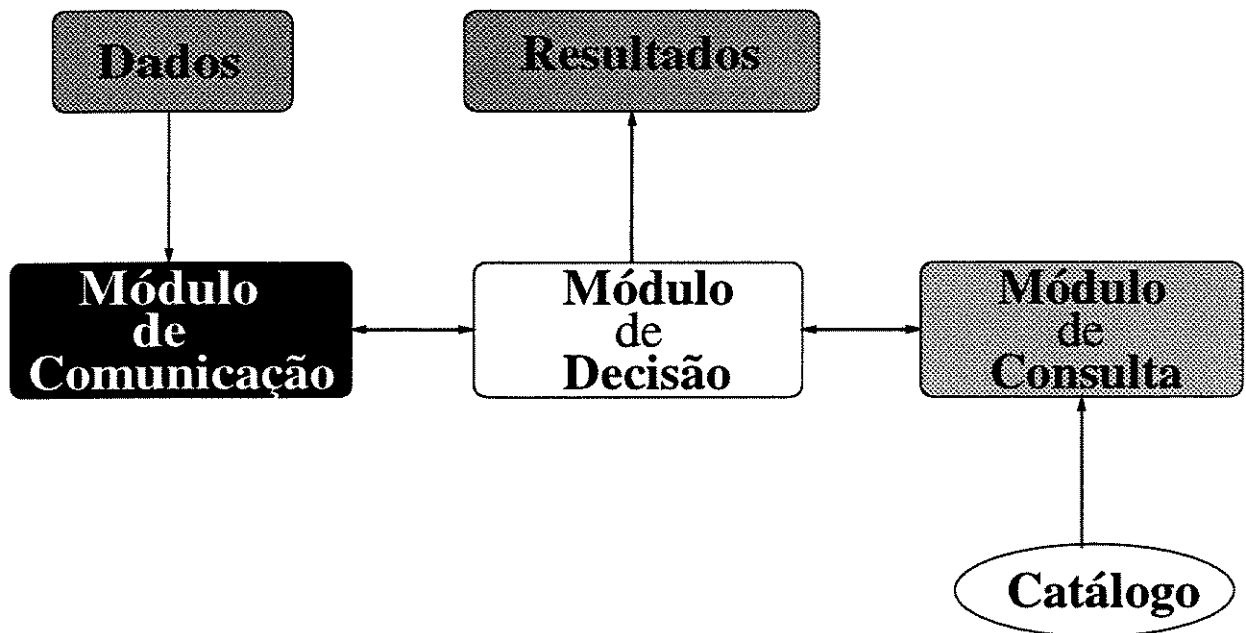 Dados
Resultados
Módulo
de
Comunicação
Módulo
de
Decisão
Módulo
de
Consulta
Catálogo